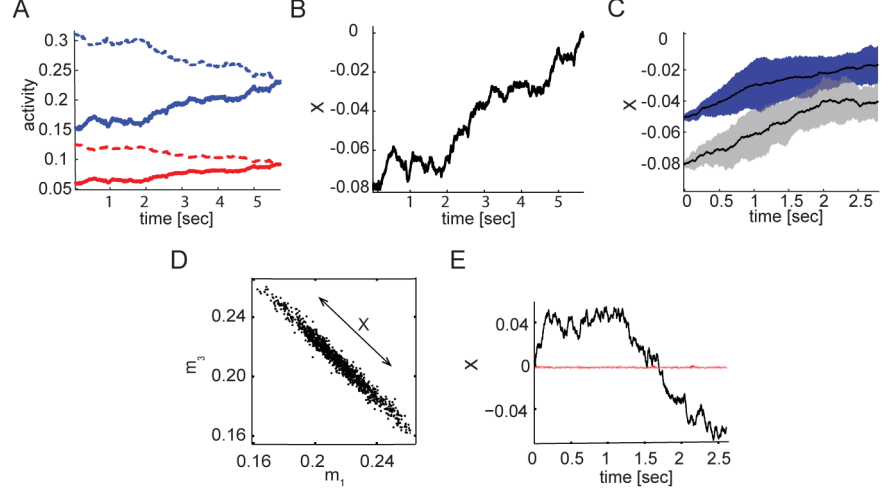 A
0.3
0.25
0.2
0.15
0.1
0.05
activity
1 2 3 4 5
time [sec]
B
0
-0.02
-0.04
-0.06
-0.08
X
1 2 3 4 5
time [sec]
C
0
-0.02
-0.04
-0.06
-0.08
X
0 0.5 1.0 1.5 2.0 2.5
time [sec]
D
0.24
0.20
0.16
m3
X
0.16 0.2 0.24
m1
E
0.04
0
−0.04
X
0 0.5 1 1.5 2 2.5
time [sec]